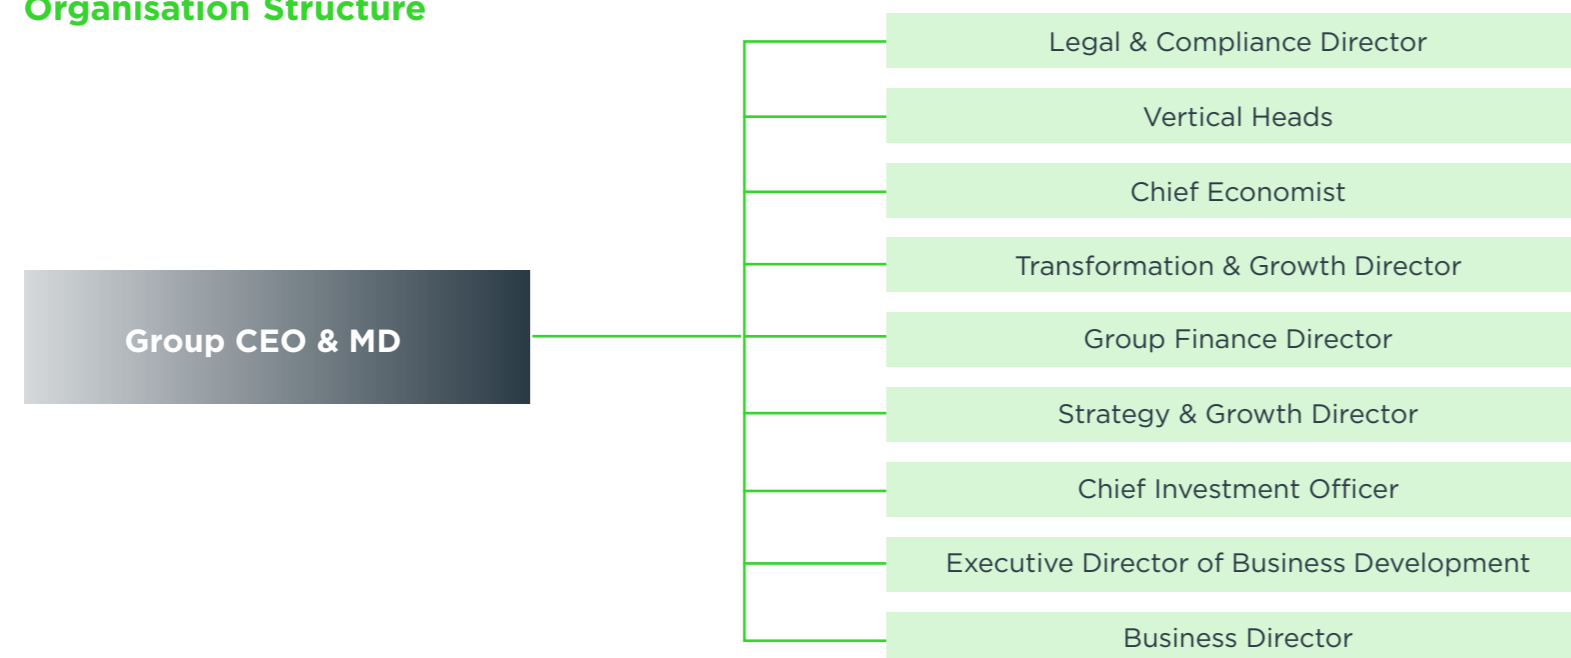 Organisation Structure
Legal & Compliance Director
Vertical Heads
Chief Economist
Transformation & Growth Director
Group CEO & MD
Group Finance Director
Strategy & Growth Director
Chief Investment Officer
Executive Director of Business Development
Business Director